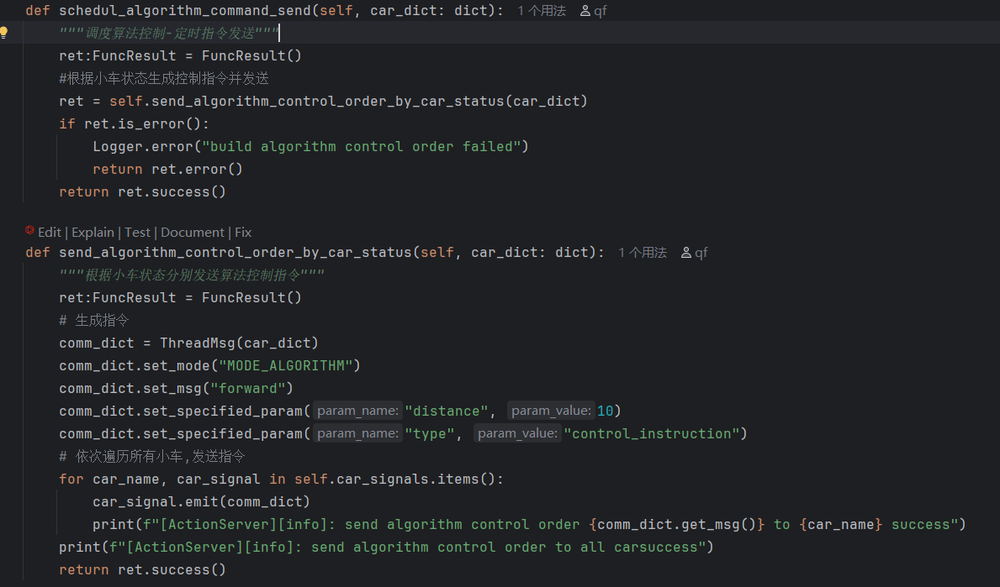 def schedul_algorithm_command_send(self, car_dict: dict): 1 个用法 qf
"""调度算法控制-定时指令发送"""
ret:FuncResult = FuncResult()
#根据小车状态生成控制指令并发送
ret = self.send_algorithm_control_order_by_car_status(car_dict)
if ret.is_error():
Logger.error("build algorithm control order failed")
return ret.error()
return ret.success()
Edit | Explain | Test | Document | Fix
def send_algorithm_control_order_by_car_status(self, car_dict: dict): 1 个用法 qf
"""根据小车状态分别发送算法控制指令"""
ret:FuncResult = FuncResult()
# 生成指令
comm_dict = ThreadMsg(car_dict)
comm_dict.set_mode("MODE_ALGORITHM")
comm_dict.set_msg("forward")
comm_dict.set_specified_param( param_name: "distance", param_value: 10)
comm_dict.set_specified_param( param_name: "type", param_value: "control_instruction")
# 依次遍历所有小车,发送指令
for car_name, car_signal in self.car_signals.items():
car_signal.emit(comm_dict)
print(f"[ActionServer][info]: send algorithm control order {comm_dict.get_msg()} to {car_name} success")
print(f"[ActionServer][info]: send algorithm control order to all carsuccess")
return ret.success()